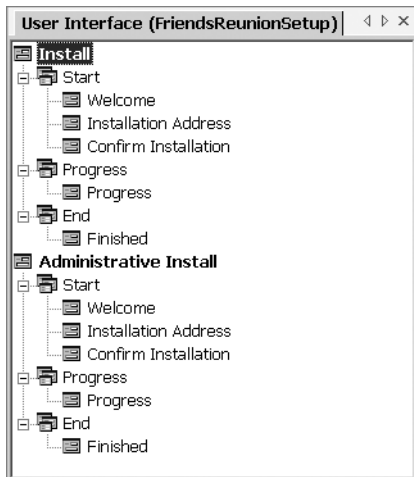 User Interface (FriendsReunionSetup)
Install
Start
Welcome
Installation Address
Confirm Installation
Progress
Progress
End
Finished
Administrative Install
Start
Welcome
Installation Address
Confirm Installation
Progress
Progress
End
Finished